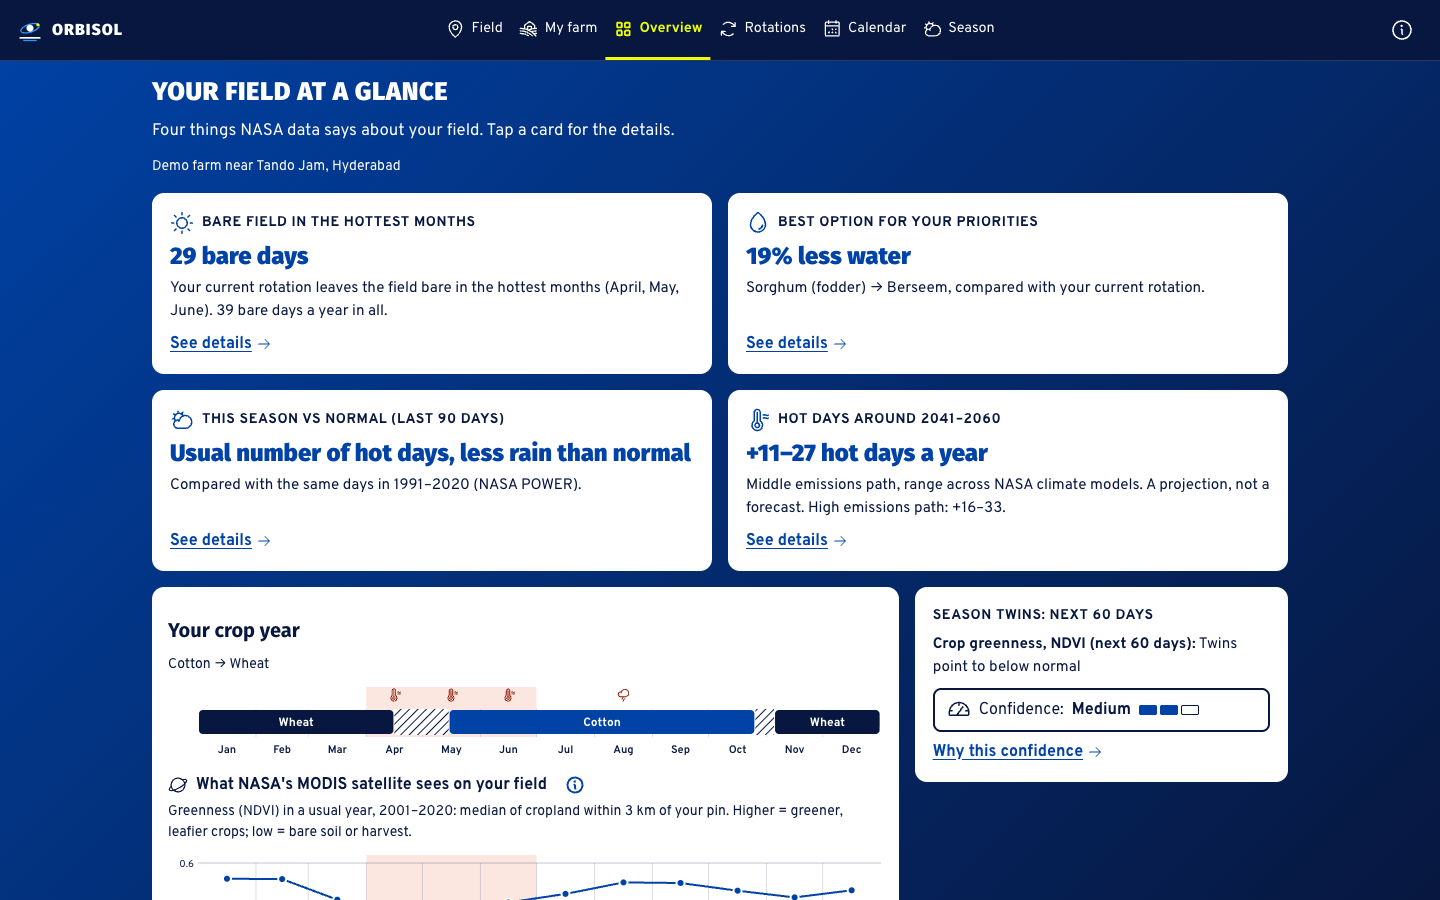 ORBISOL
Field
My farm
Overview
Rotations
Calendar
Season
YOUR FIELD AT A GLANCE
Four things NASA data says about your field. Tap a card for the details.
Demo farm near Tando Jam, Hyderabad
BARE FIELD IN THE HOTTEST MONTHS
29 bare days
Your current rotation leaves the field bare in the hottest months (April, May,
June). 39 bare days a year in all.
See details →
BEST OPTION FOR YOUR PRIORITIES
19% less water
Sorghum (fodder) → Berseem, compared with your current rotation.
See details →
THIS SEASON VS NORMAL (LAST 90 DAYS)
Usual number of hot days, less rain than normal
Compared with the same days in 1991–2020 (NASA POWER).
See details →
HOT DAYS AROUND 2041–2060
+11–27 hot days a year
Middle emissions path, range across NASA climate models. A projection, not a
forecast. High emissions path: +16–33.
See details →
Your crop year
Cotton → Wheat
Wheat Cotton Wheat
Jan Feb Mar Apr May Jun Jul Aug Sep Oct Nov Dec
What NASA's MODIS satellite sees on your field
Greenness (NDVI) in a usual year, 2001–2020: median of cropland within 3 km of your pin. Higher = greener,
leafier crops; low = bare soil or harvest.
0.6
SEASON TWINS: NEXT 60 DAYS
Crop greenness, NDVI (next 60 days): Twins
point to below normal
Confidence: Medium
Why this confidence →